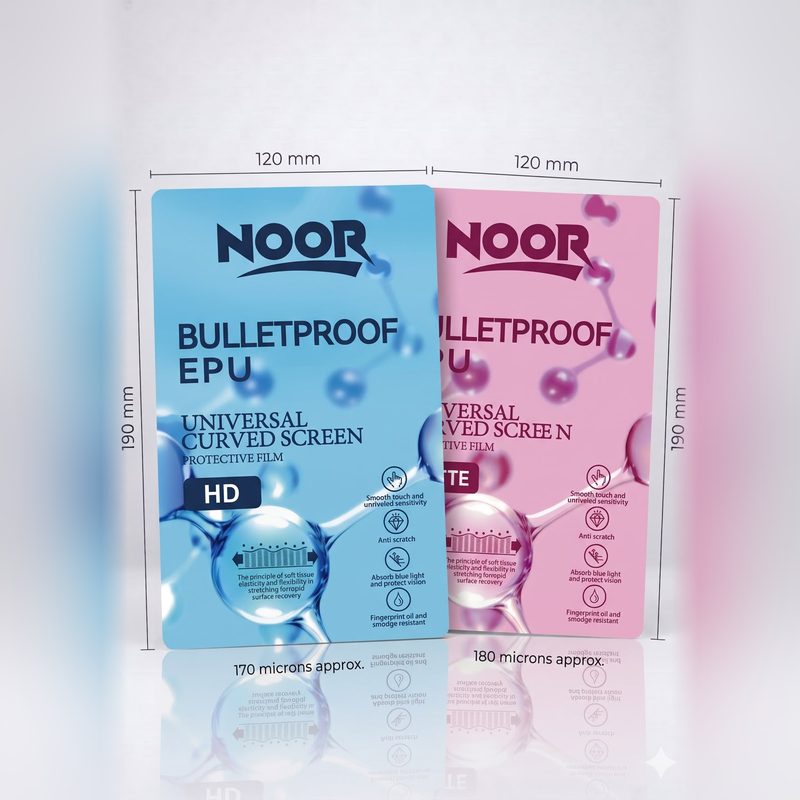 120 mm
120 mm
190 mm
190 mm
NOOR
BULLETPROOF
EPU
UNIVERSAL
CURVED SCREEN
PROTECTIVE FILM
HD
Smooth touch and
unriveled sensitivity
Anti scratch
Absorb blue light
and protect vision
Fingerprint oil and
smodge resistant
The principle of soft tissue
elasticity and flexibility in
stretching forropid
surface recovery
170 microns approx.
NOOR
ULLETPROOF
PU
VERSAL
RVED SCREE N
TIVE FILM
TTE
Smooth touch and
unriveled sensitivity
Anti scratch
Absorb blue light
and protect vision
Fingerprint oil and
smodge resistant
he principle of soft tissue
elasticity and flexibility in
stretching forropid
surface recovery
180 microns approx.